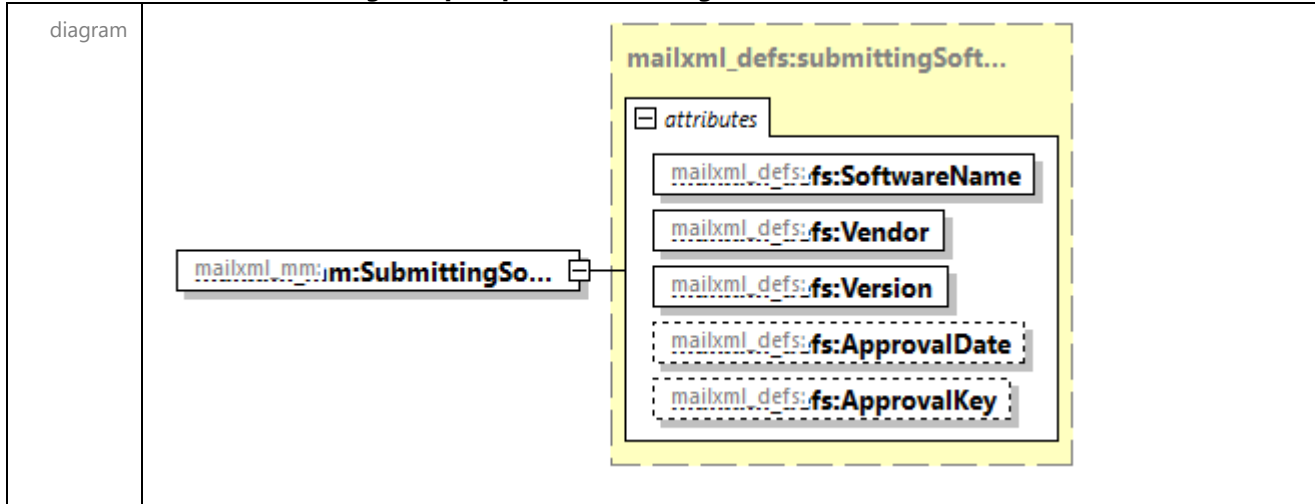 diagram
mailxml_defs:submittingSoft...
attributes
mailxml_defs:fs:SoftwareName
mailxml_defs:fs:Vendor
mailxml_mm:m:SubmittingSo...
mailxml_defs:fs:Version
mailxml_defs:fs:ApprovalDate
mailxml_defs:fs:ApprovalKey